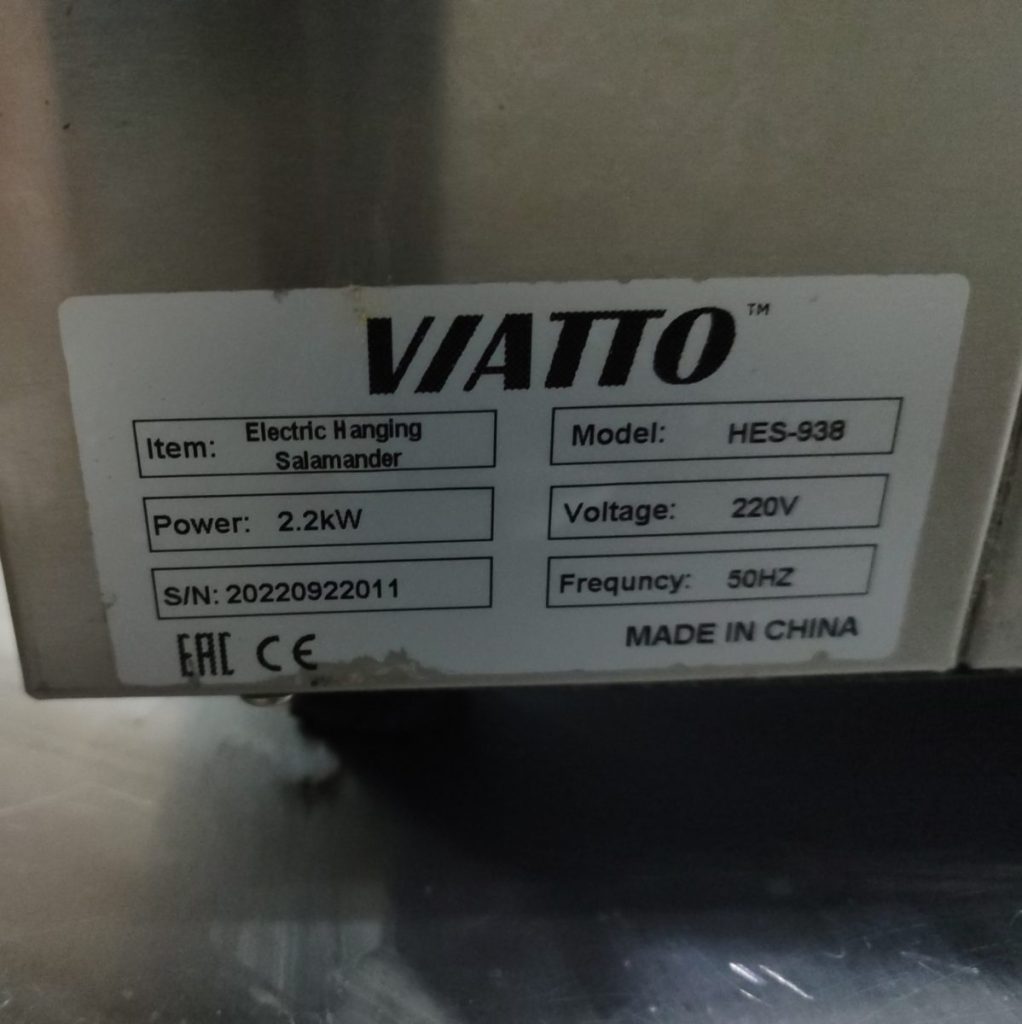 VIATTO™
Item: Electric Hanging
Salamander
Model: HES-938
Power: 2.2kW
Voltage: 220V
S/N: 20220922011
Frequncy: 50HZ
EAC CE
MADE IN CHINA